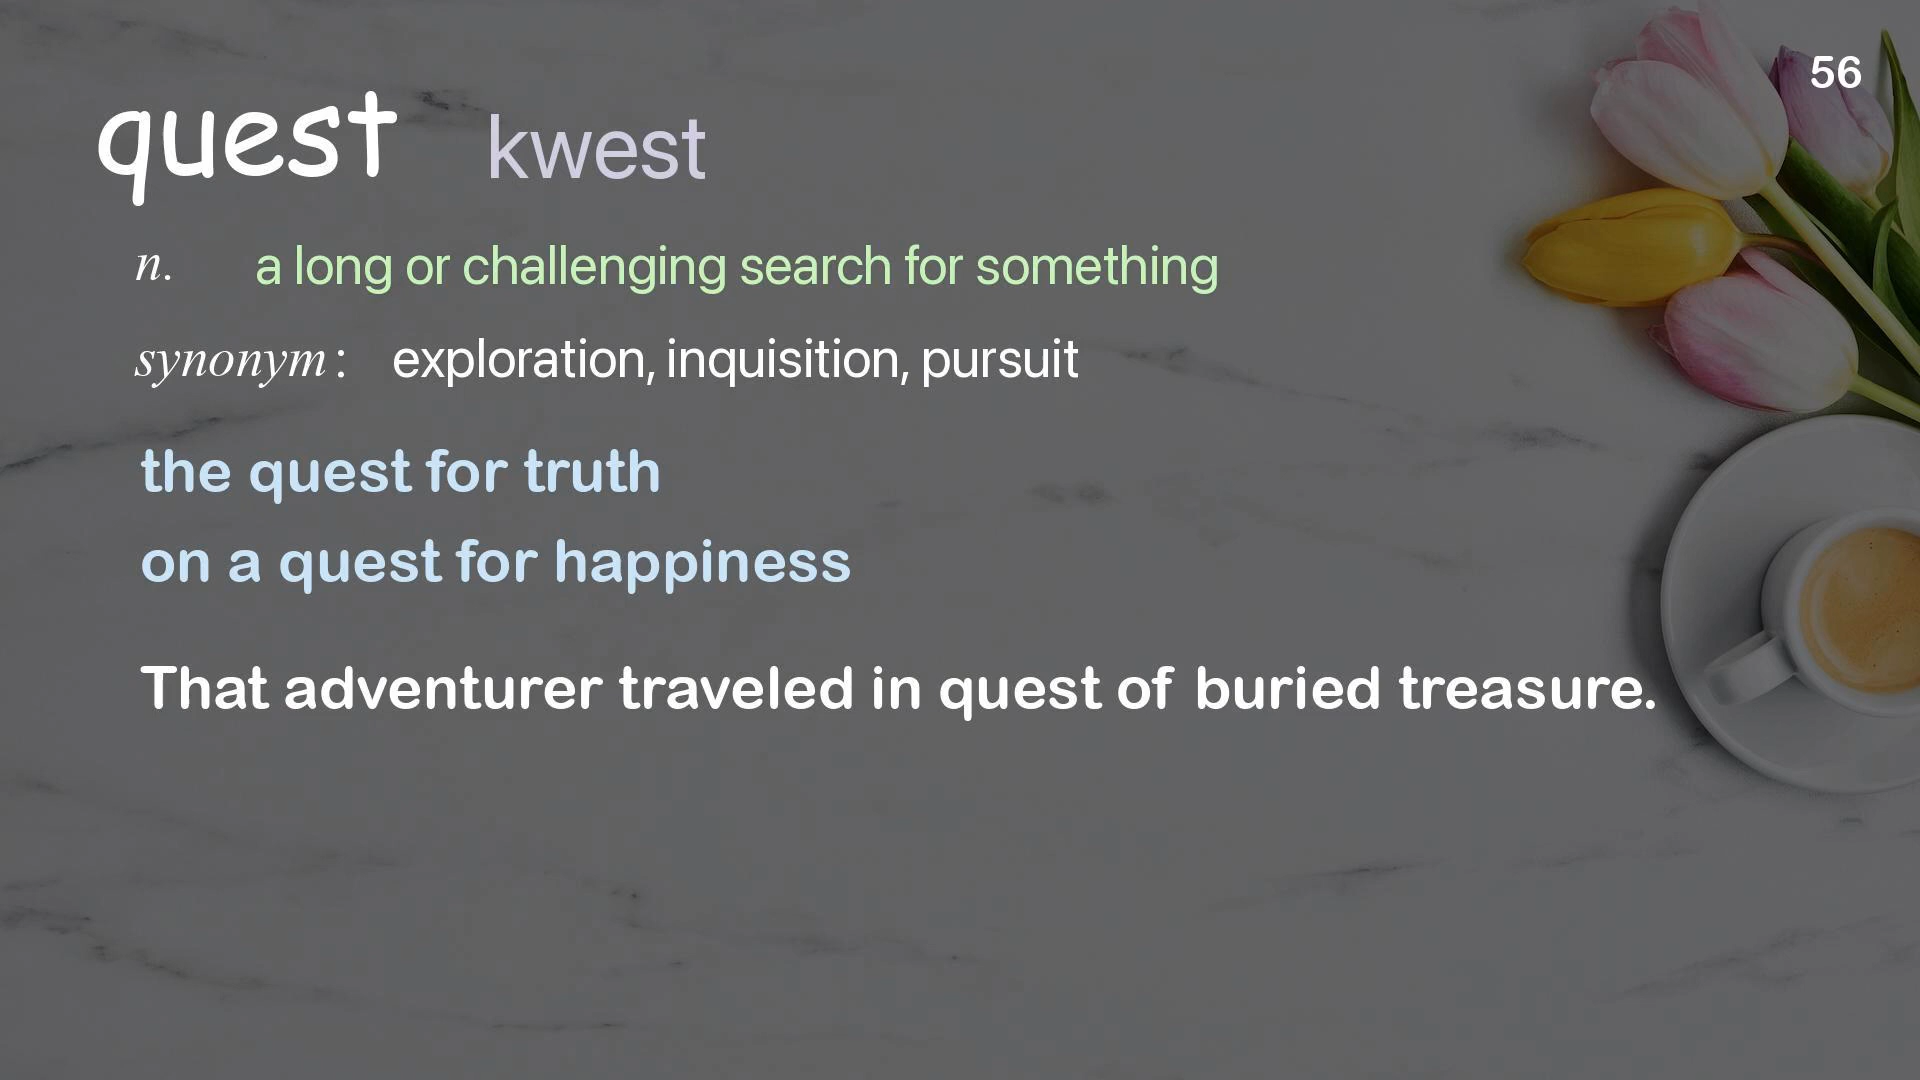 56
quest kwest
n. a long or challenging search for something
synonym: exploration, inquisition, pursuit
the quest for truth
on a quest for happiness
That adventurer traveled in quest of buried treasure.